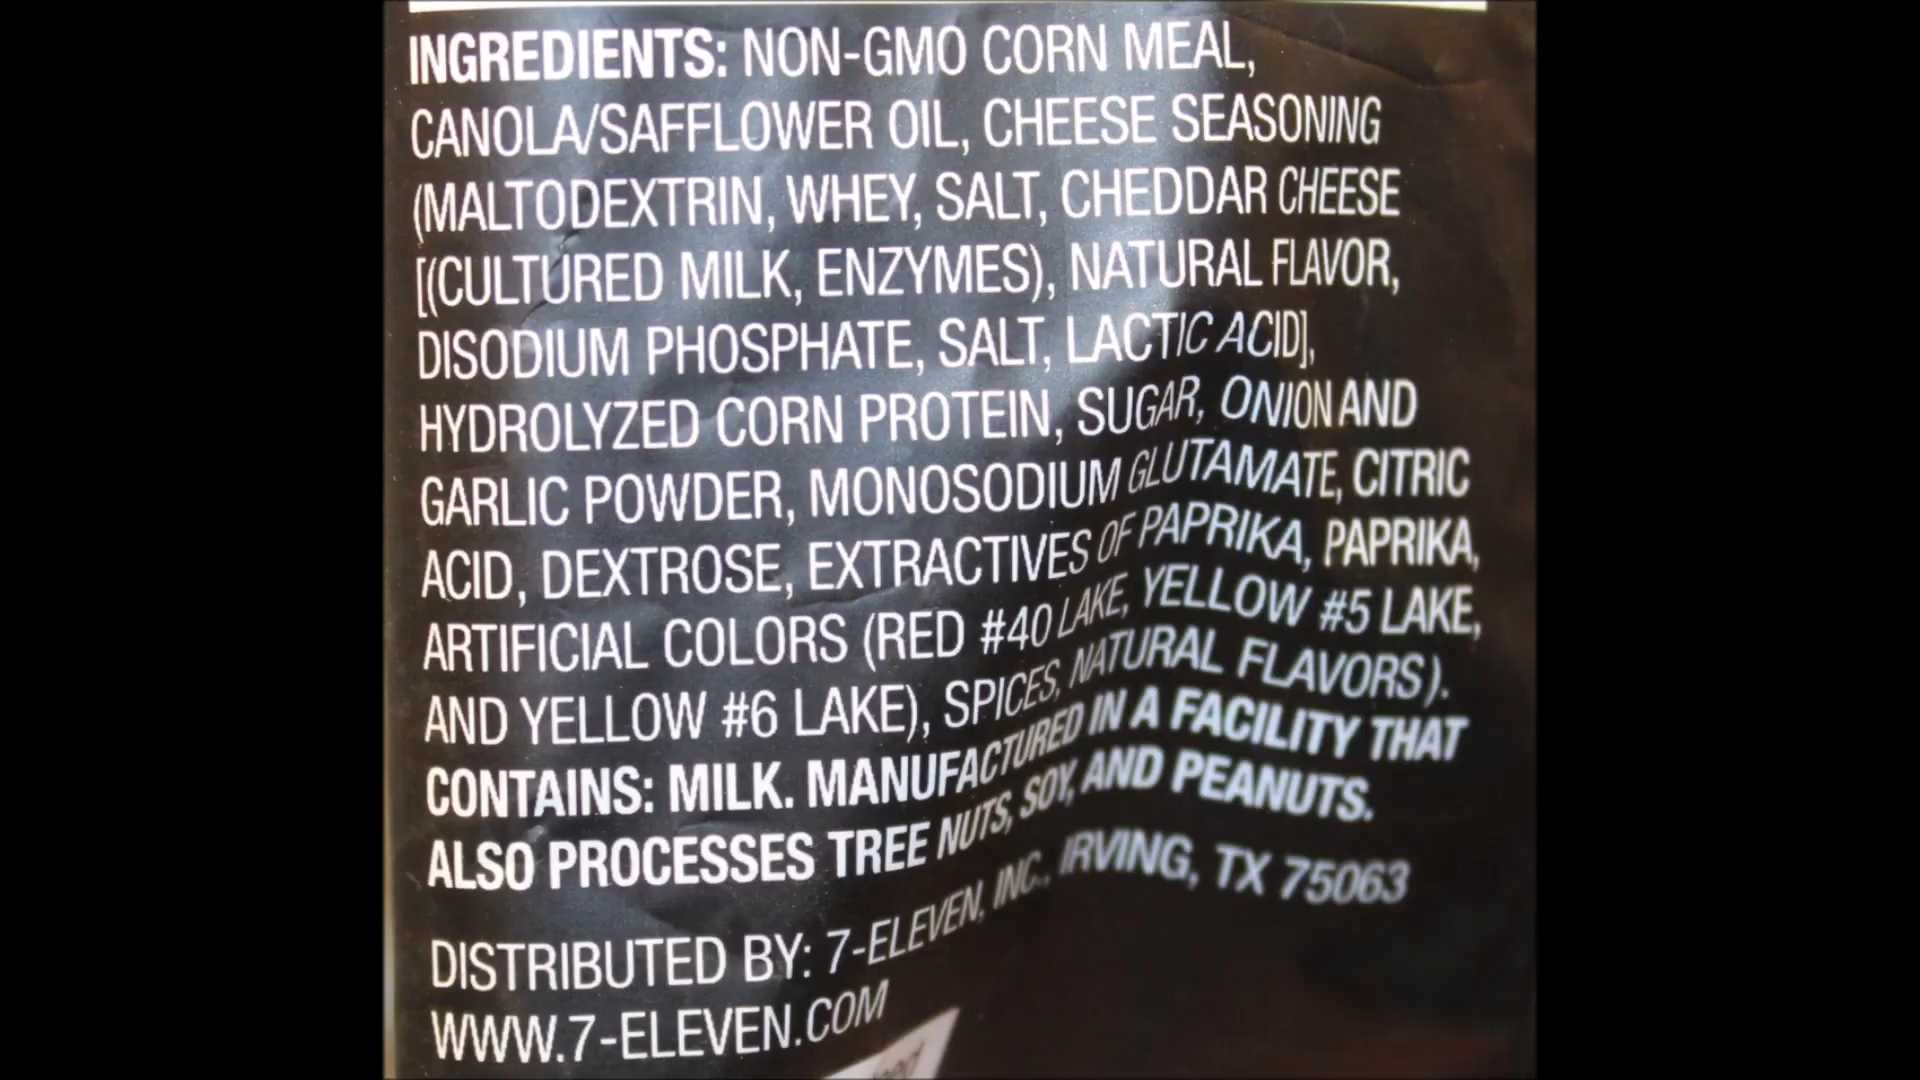 INGREDIENTS: NON-GMO CORN MEAL,
CANOLA/SAFFLOWER OIL, CHEESE SEASONING
(MALTODEXTRIN, WHEY, SALT, CHEDDAR CHEESE
[(CULTURED MILK, ENZYMES), NATURAL FLAVOR,
DISODIUM PHOSPHATE, SALT, LACTIC ACID],
HYDROLYZED CORN PROTEIN, SUGAR, ONION AND
GARLIC POWDER, MONOSODIUM GLUTAMATE, CITRIC
ACID, DEXTROSE, EXTRACTIVES OF PAPRIKA, PAPRIKA,
ARTIFICIAL COLORS (RED #40 LAKE, YELLOW #5 LAKE,
AND YELLOW #6 LAKE), SPICES, NATURAL FLAVORS).
CONTAINS: MILK. MANUFACTURED IN A FACILITY THAT
ALSO PROCESSES TREE NUTS, SOY, AND PEANUTS.
DISTRIBUTED BY: 7-ELEVEN, INC., IRVING, TX 75063
WWW.7-ELEVEN.COM